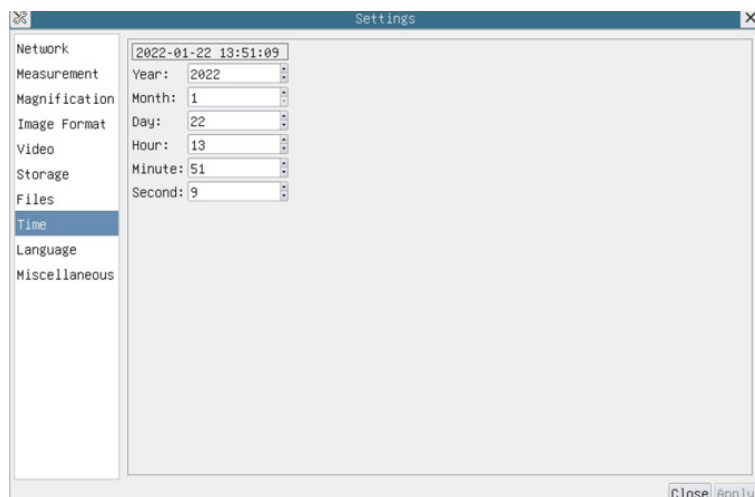 Settings
Network
Measurement
Magnification
Image Format
Video
Storage
Files
Time
Language
Miscellaneous
2022-01-22 13:51:09
Year: 2022
Month: 1
Day: 22
Hour: 13
Minute: 51
Second: 9
Close Apply